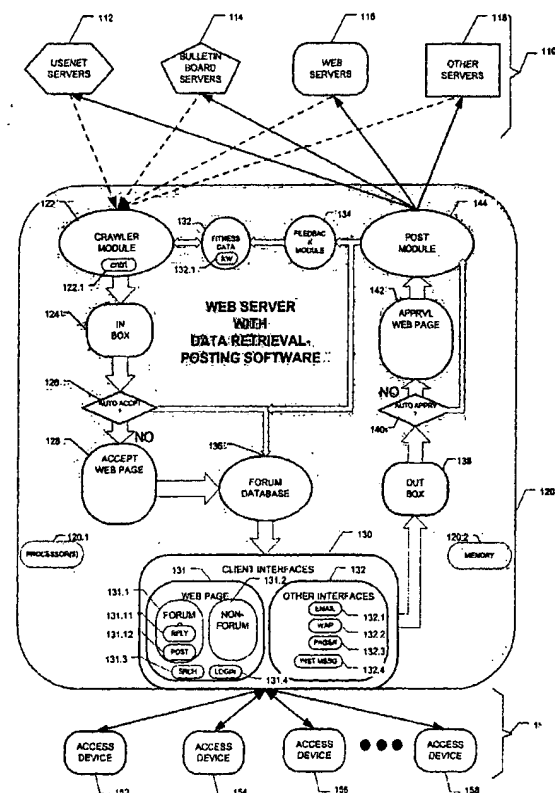 112
114
116
118
110
USENET
SERVERS
BULLETIN
BOARD
SERVERS
WEB
SERVERS
OTHER
SERVERS
122
132
134
144
CRAWLER
MODULE
cntrl
122.1
FITNESS
DATA
kw
132.1
MODULE
POST
MODULE
124
IN
BOX
WEB SERVER
WITH
DATA RETRIEVAL,
POSTING SOFTWARE
142
APPRVL
WEB PAGE
126
AUTO ACCPT
?
NO
NO
AUTO APPRV
?
140
128
ACCEPT
WEB PAGE
136
FORUM
DATABASE
138
OUT
BOX
120
120.1
PROCESSOR(S)
120.2
MEMORY
130
CLIENT INTERFACES
131
131.2
132
WEB PAGE
OTHER INTERFACES
131.1
FORUM
NON-
FORUM
EMAIL
132.1
131.11
RPLY
WAP
132.2
131.12
POST
PAGER
132.3
131.3
SRCH
LOGIN
131.4
INST MSSG
132.4
ACCESS
DEVICE
ACCESS
DEVICE
ACCESS
DEVICE
ACCESS
DEVICE
154
158